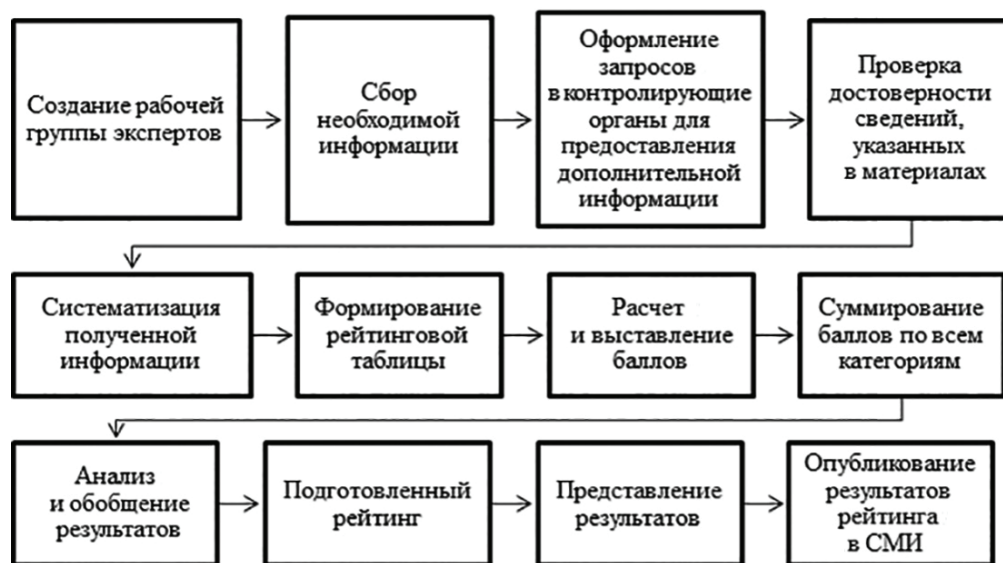 Создание рабочей
группы экспертов
Сбор
необходимой
информации
Оформление
запросов
в контролирующие
органы для
предоставления
дополнительной
информации
Проверка
достоверности
сведений,
указанных
в материалах
Систематизация
полученной
информации
Формирование
рейтинговой
таблицы
Расчет
и выставление
баллов
Суммирование
баллов по всем
категориям
Анализ
и обобщение
результатов
Подготовленный
рейтинг
Представление
результатов
Опубликование
результатов
рейтинга
в СМИ